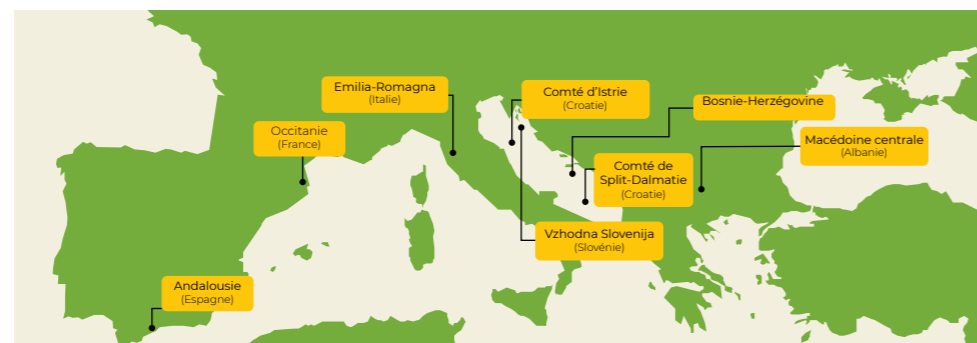 Emilia-Romagna
(Italie)
Comté d'Istrie
(Croatie)
Bosnie-Herzégovine
Occitanie
(France)
Macédoine centrale
(Albanie)
Comté de
Split-Dalmatie
(Croatie)
Vzhodna Slovenija
(Slovénie)
Andalousie
(Espagne)